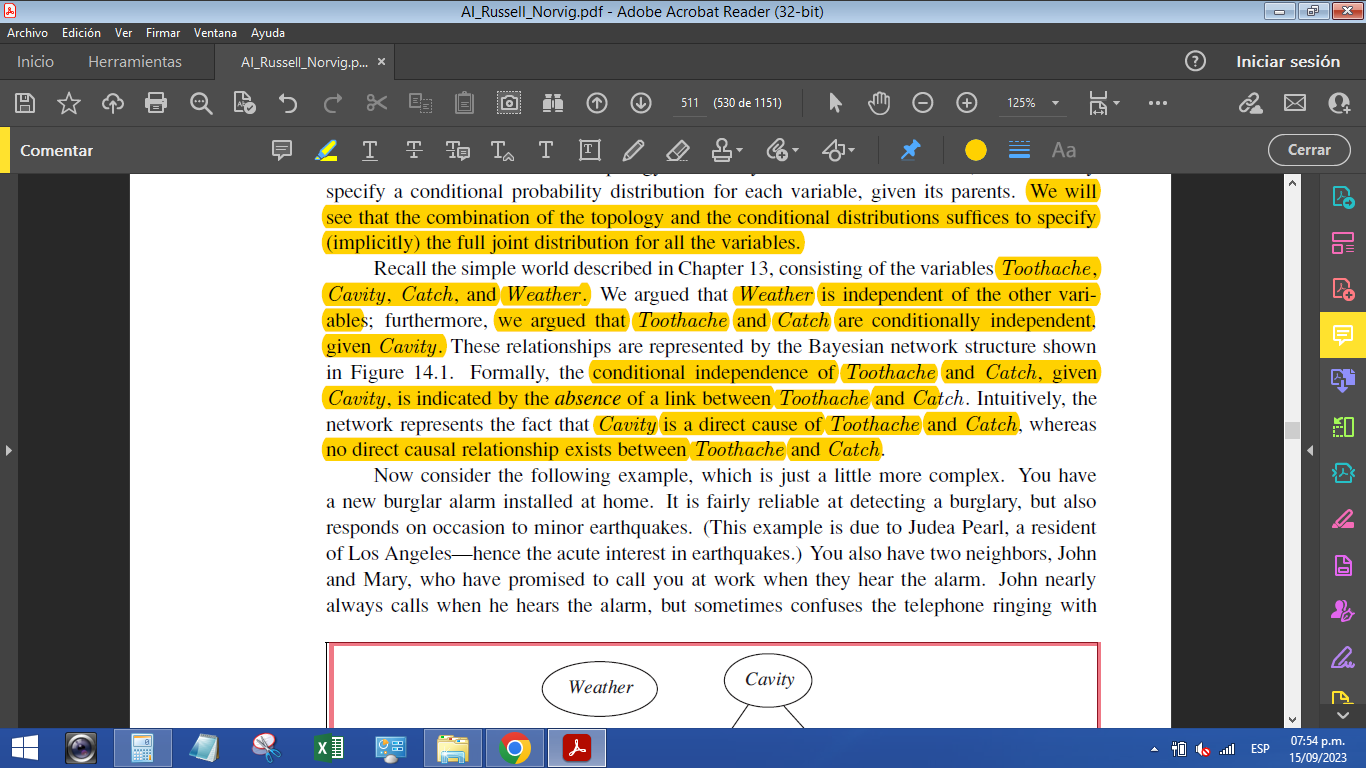 AI_Russell_Norvig.pdf - Adobe Acrobat Reader (32-bit)
Archivo Edición Ver Firmar Ventana Ayuda
Inicio Herramientas AI_Russell_Norvig.p... × Iniciar sesión
511 (530 de 1151) 125%
Comentar Aa Cerrar
specify a conditional probability distribution for each variable, given its parents. We will
see that the combination of the topology and the conditional distributions suffices to specify
(implicitly) the full joint distribution for all the variables.
Recall the simple world described in Chapter 13, consisting of the variables Toothache,
Cavity, Catch, and Weather. We argued that Weather is independent of the other vari-
ables; furthermore, we argued that Toothache and Catch are conditionally independent,
given Cavity. These relationships are represented by the Bayesian network structure shown
in Figure 14.1. Formally, the conditional independence of Toothache and Catch, given
Cavity, is indicated by the absence of a link between Toothache and Catch. Intuitively, the
network represents the fact that Cavity is a direct cause of Toothache and Catch, whereas
no direct causal relationship exists between Toothache and Catch.
Now consider the following example, which is just a little more complex. You have
a new burglar alarm installed at home. It is fairly reliable at detecting a burglary, but also
responds on occasion to minor earthquakes. (This example is due to Judea Pearl, a resident
of Los Angeles—hence the acute interest in earthquakes.) You also have two neighbors, John
and Mary, who have promised to call you at work when they hear the alarm. John nearly
always calls when he hears the alarm, but sometimes confuses the telephone ringing with
Weather Cavity
ESP 07:54 p.m.
15/09/2023